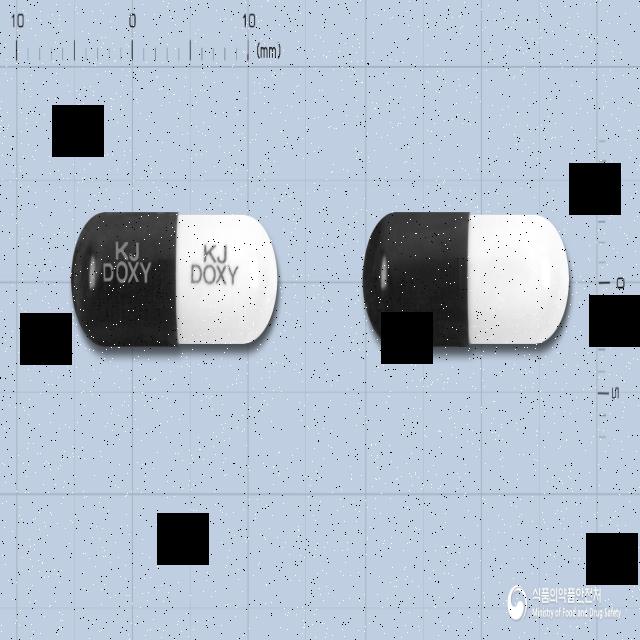 10 0 10
(mm)
KJ
DOXY
KJ
DOXY
0
5
식품의약품안전처
Ministry of Food and Drug Safety